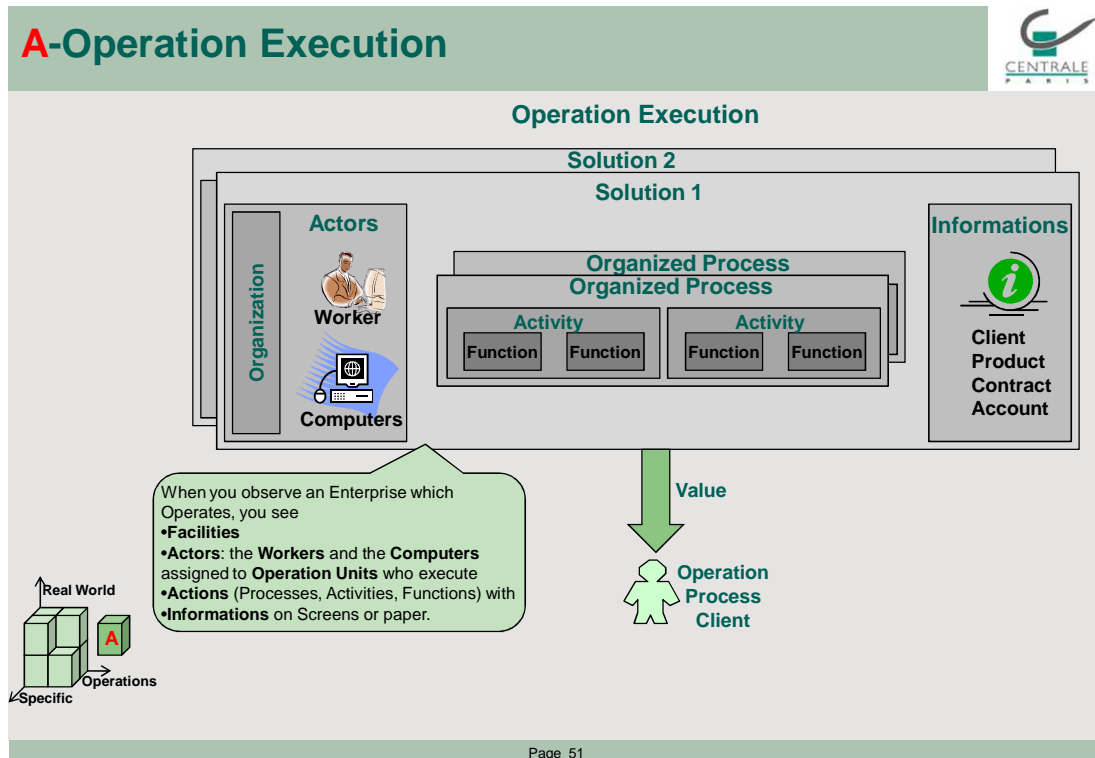 A-Operation Execution
CENTRALE
PARIS
Operation Execution
Solution 2
Solution 1
Organization
Actors
Worker
Computers
Organized Process
Organized Process
Activity
Function
Function
Activity
Function
Function
Informations
Client
Product
Contract
Account
When you observe an Enterprise which
Operates, you see
•Facilities
•Actors: the Workers and the Computers
assigned to Operation Units who execute
•Actions (Processes, Activities, Functions) with
•Informations on Screens or paper.
Value
Operation
Process
Client
Real World
A
Operations
Specific
Page 51